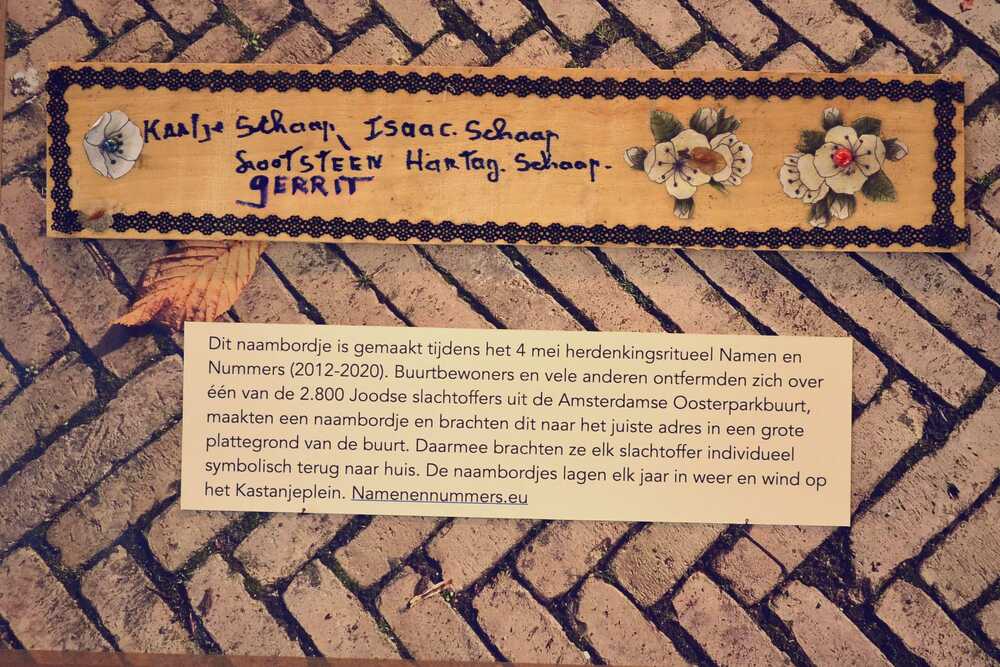 Kaatje Schaap, Isaac. Schaap
Grootsteen Hartag. Schaap.
GERRIT
Dit naambordje is gemaakt tijdens het 4 mei herdenkingsritueel Namen en
Nummers (2012-2020). Buurtbewoners en vele anderen ontfermden zich over
één van de 2.800 Joodse slachtoffers uit de Amsterdamse Oosterparkbuurt,
maakten een naambordje en brachten dit naar het juiste adres in een grote
plattegrond van de buurt. Daarmee brachten ze elk slachtoffer individueel
symbolisch terug naar huis. De naambordjes lagen elk jaar in weer en wind op
het Kastanjeplein. Namenennummers.eu